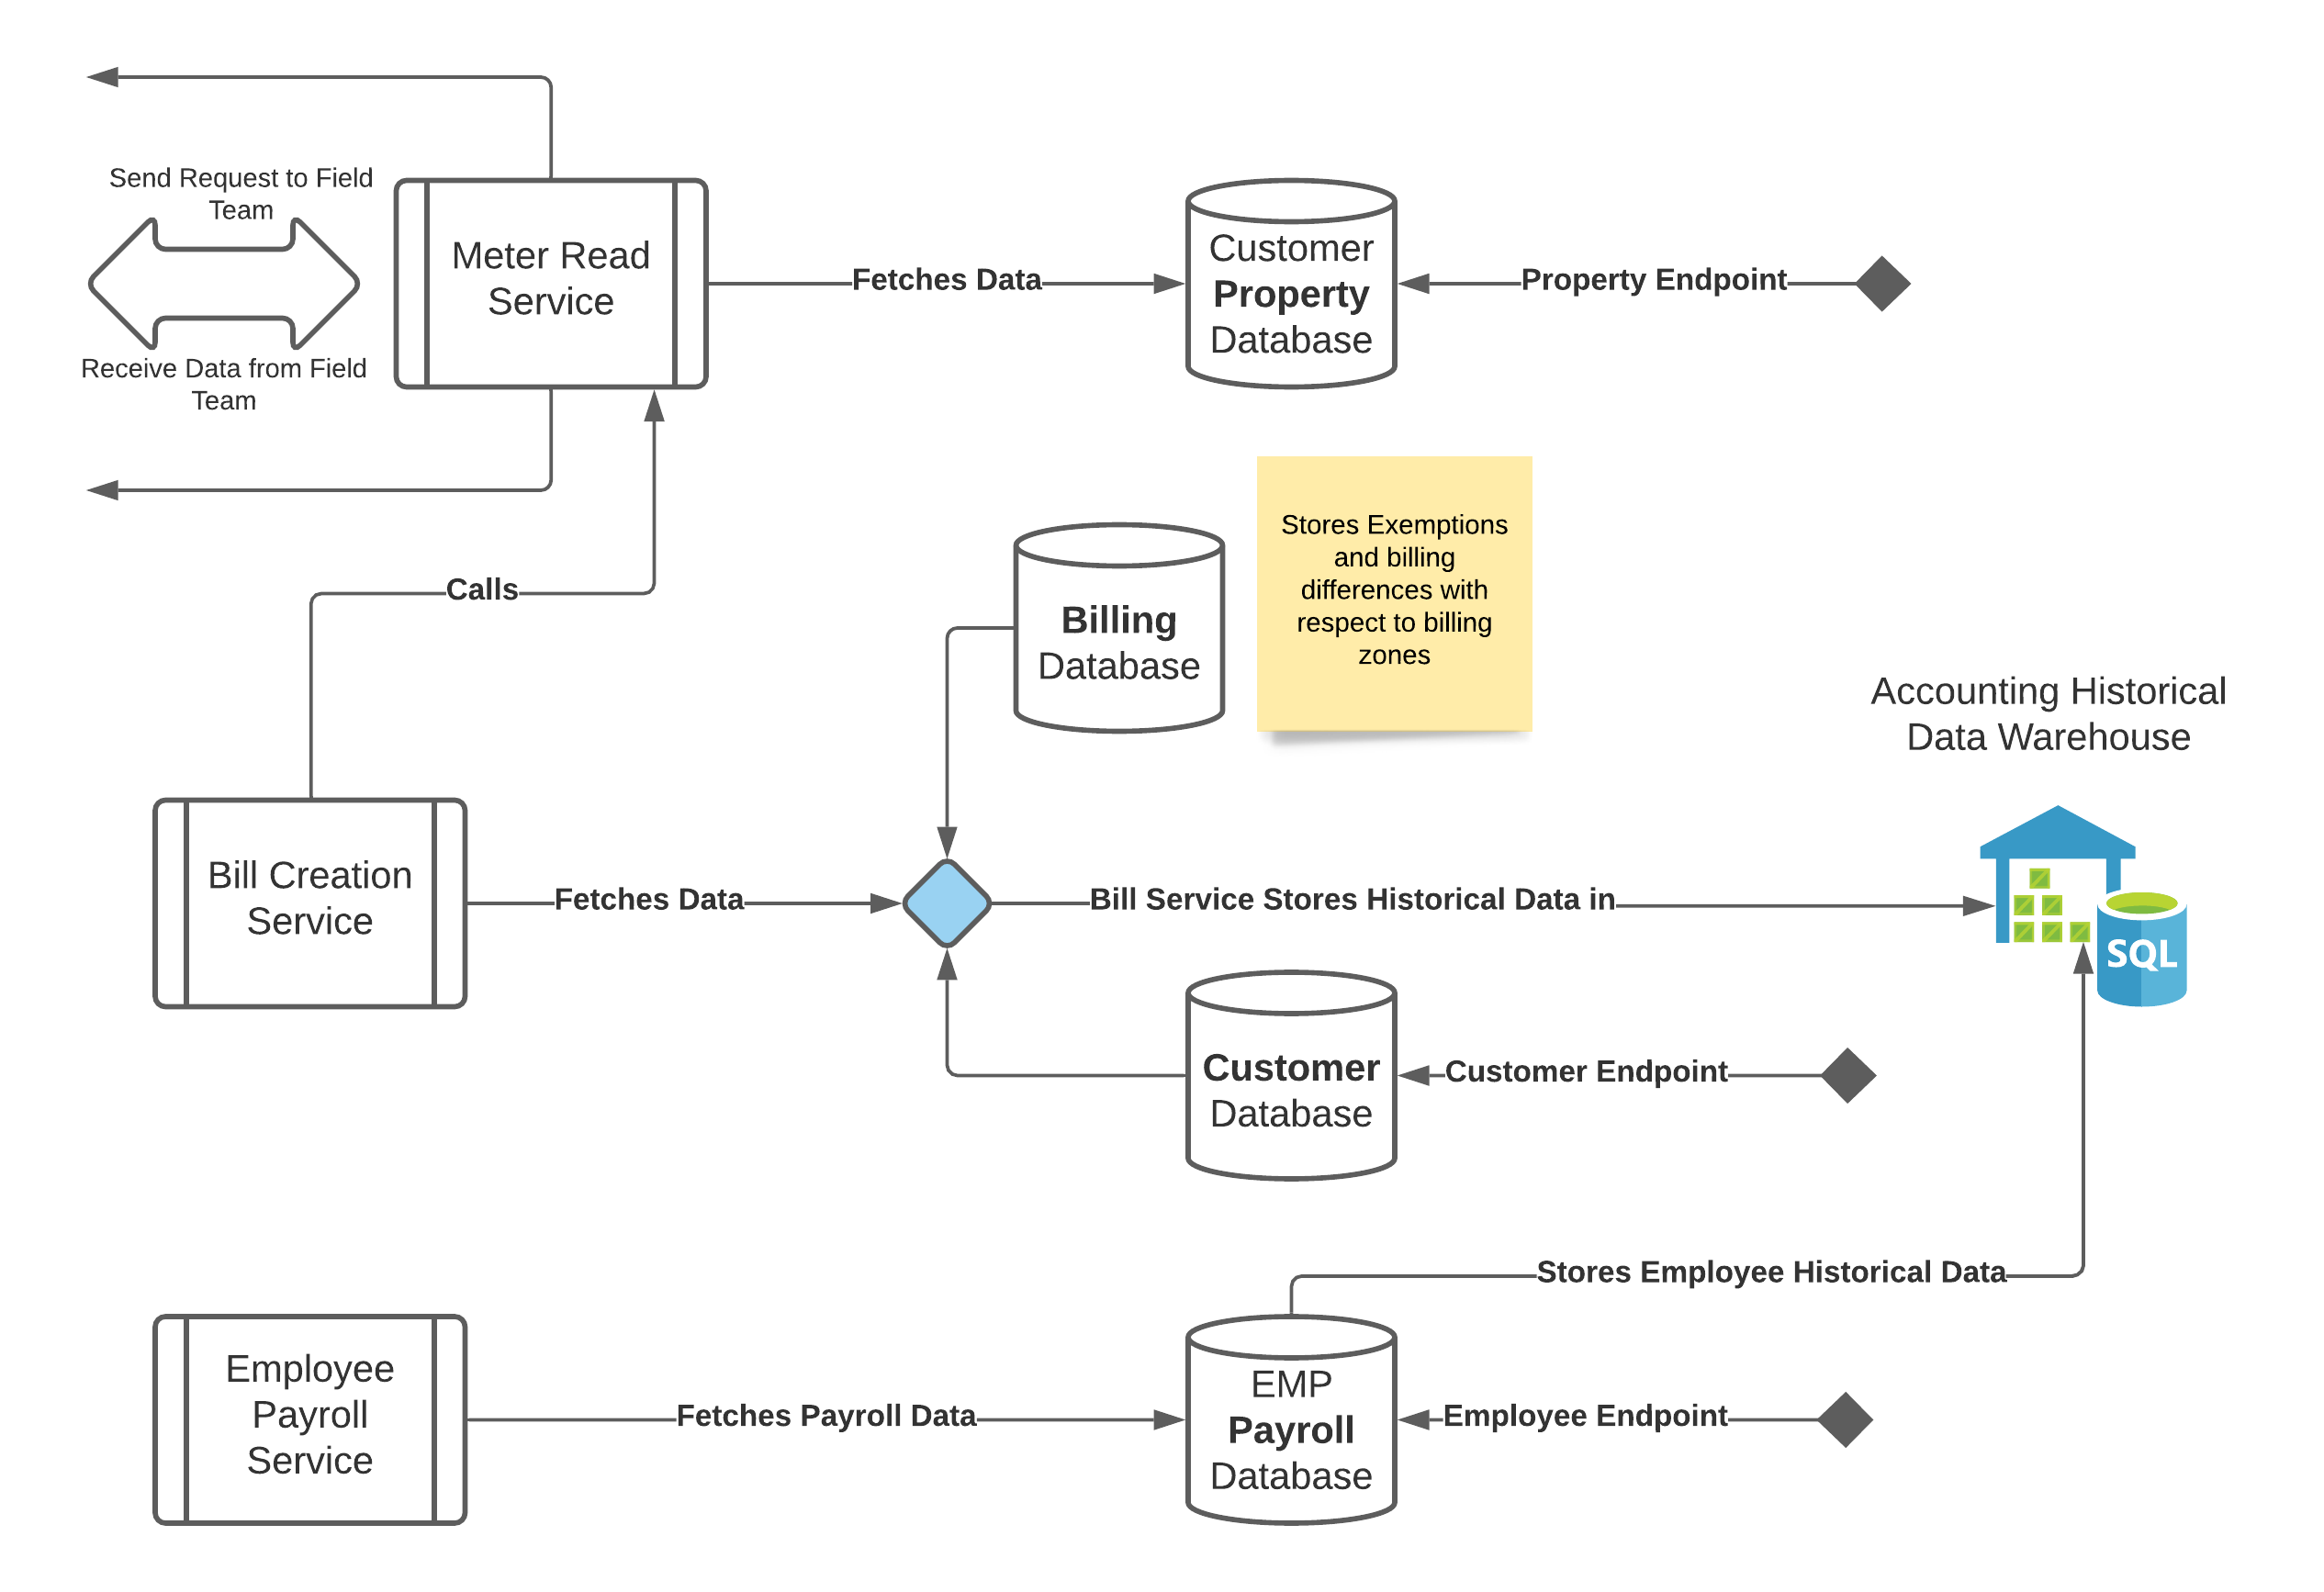 Send Request to Field
Team
Receive Data from Field
Team
Meter Read
Service
Fetches Data
Customer
Property
Database
Property Endpoint
Calls
Billing
Database
Stores Exemptions
and billing
differences with
respect to billing
zones
Accounting Historical
Data Warehouse
Bill Creation
Service
Fetches Data
Bill Service Stores Historical Data in
SQL
Customer
Database
Customer Endpoint
Stores Employee Historical Data
Employee
Payroll
Service
Fetches Payroll Data
EMP
Payroll
Database
Employee Endpoint